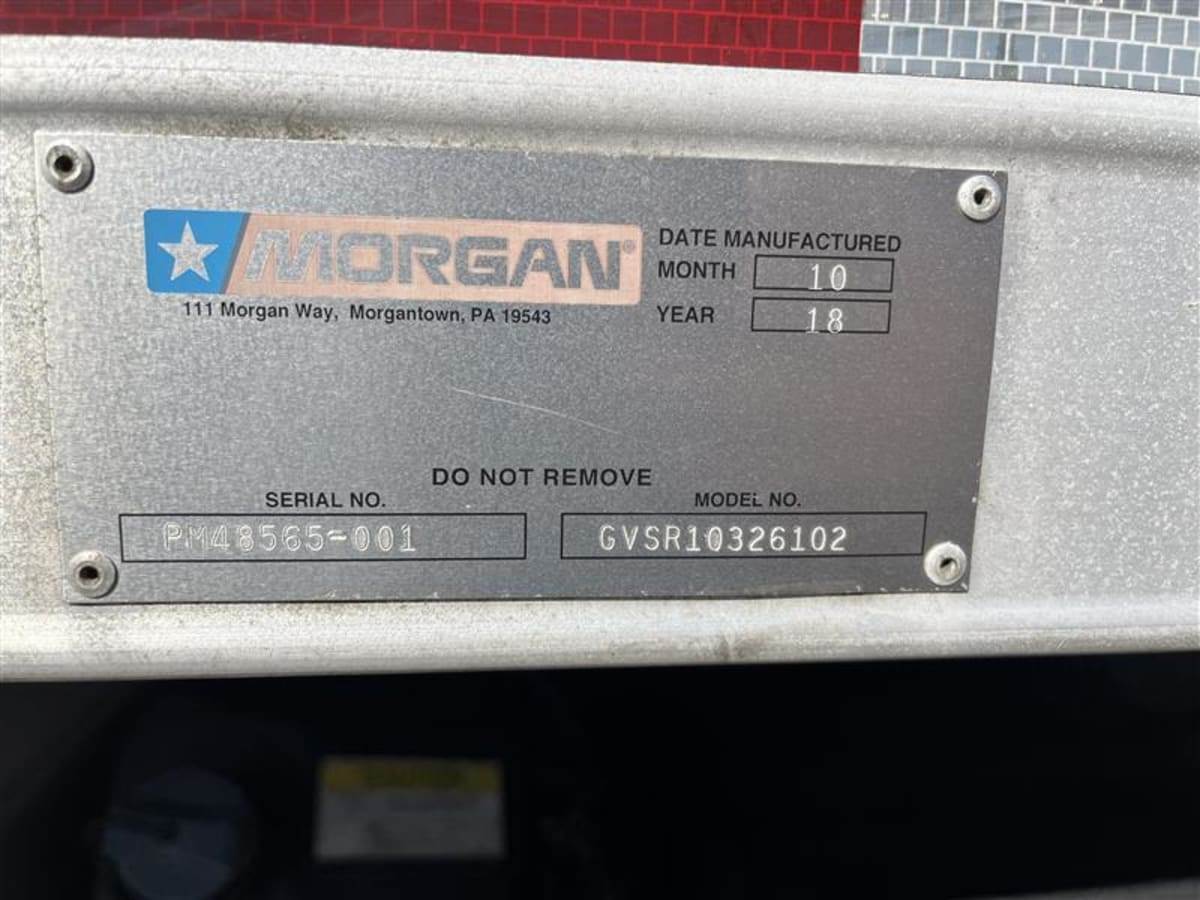 MORGAN®
111 Morgan Way, Morgantown, PA 19543
DATE MANUFACTURED
MONTH 10
YEAR 18
DO NOT REMOVE
SERIAL NO. MODEL NO.
PM48565-001 GVSR10326102